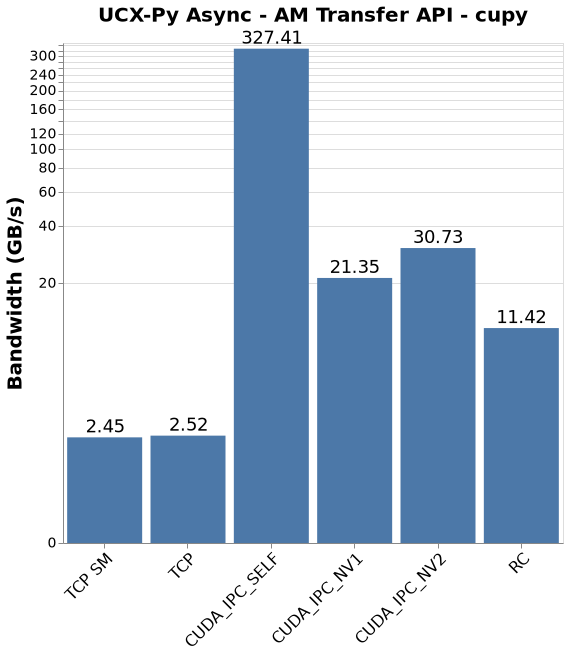 UCX-Py Async - AM Transfer API - cupy
327.41
300
240
200
160
120
100
80
60
40
20
0
Bandwidth (GB/s)
30.73
21.35
11.42
2.45
2.52
TCP SM
TCP
CUDA_IPC_SELF
CUDA_IPC_NV1
CUDA_IPC_NV2
RC